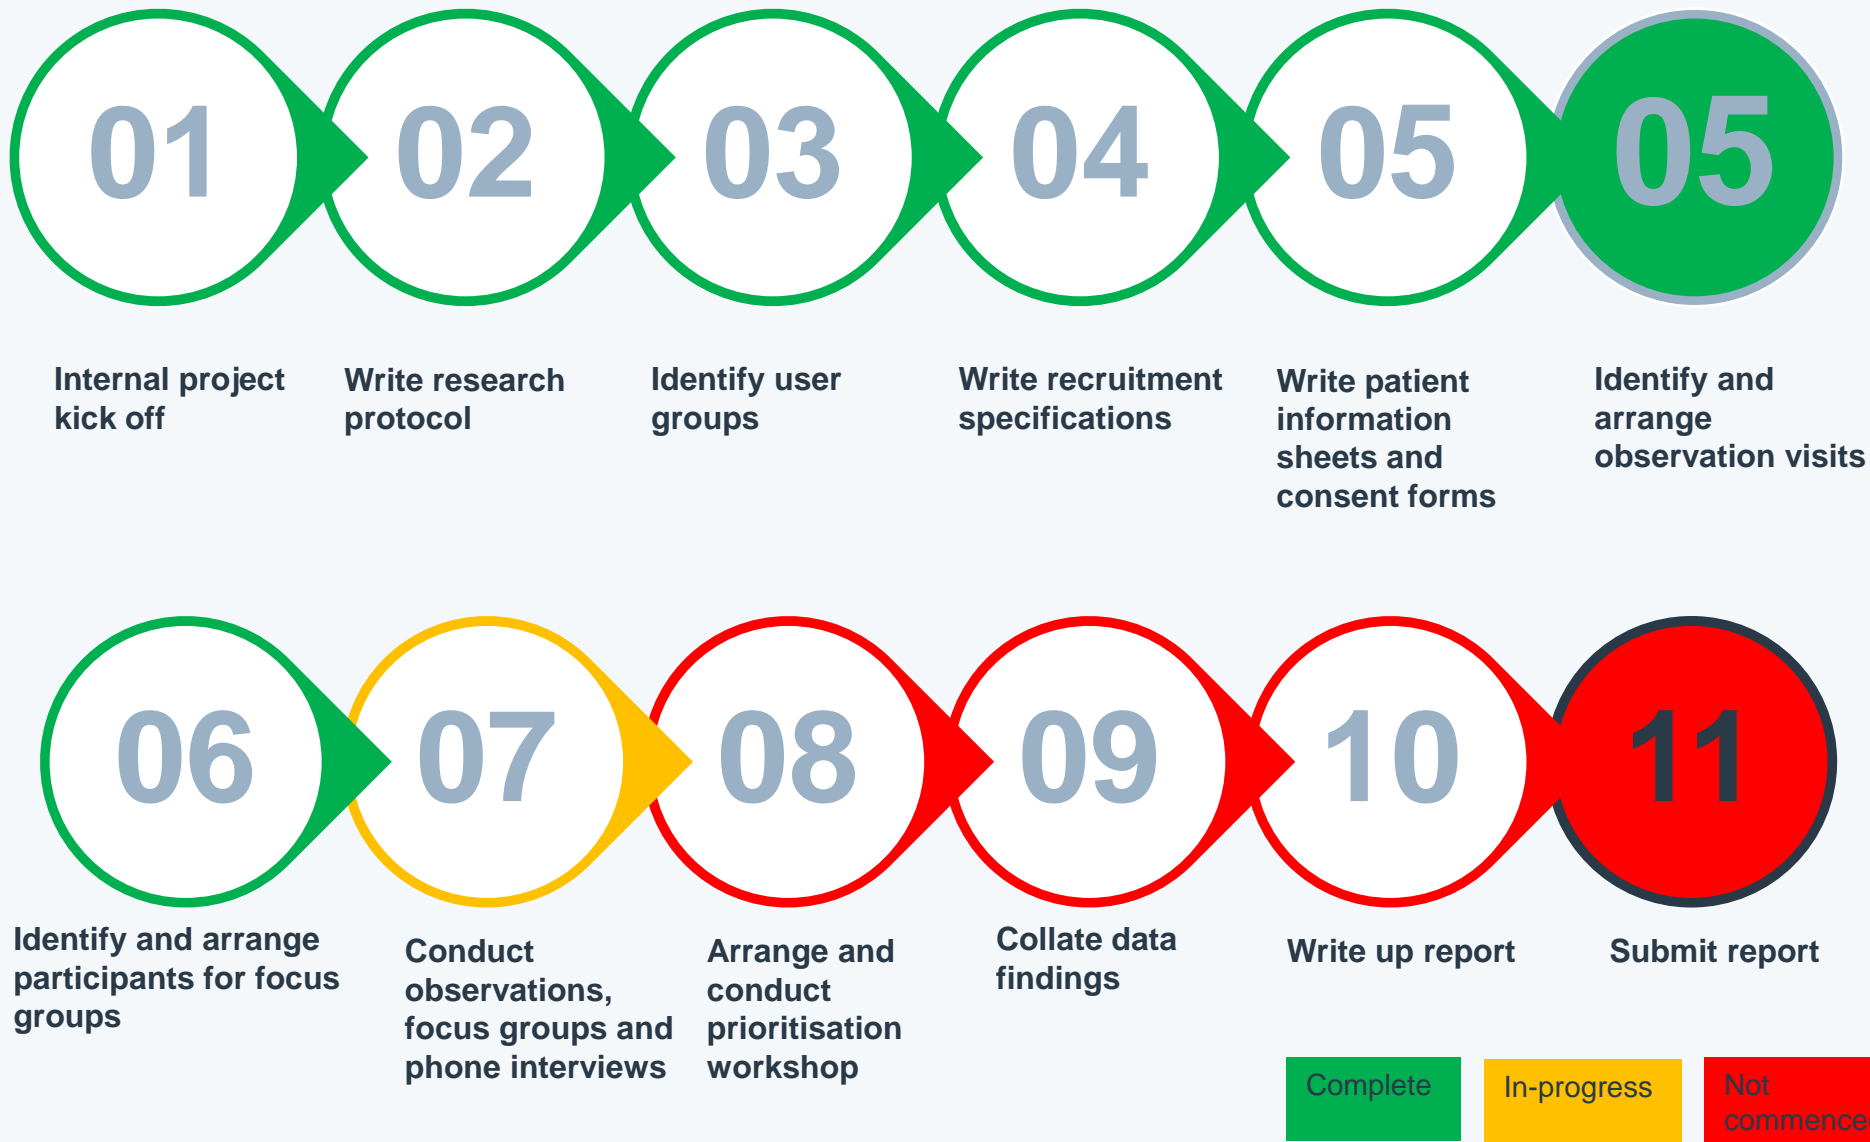 01 02 03 04 05 05
Internal project
kick off
Write research
protocol
Identify user
groups
Write recruitment
specifications
Write patient
information
sheets and
consent forms
Identify and
arrange
observation visits
06 07 08 09 10 11
Identify and arrange
participants for focus
groups
Conduct
observations,
focus groups and
phone interviews
Arrange and
conduct
prioritisation
workshop
Collate data
findings
Write up report
Submit report
Complete
In-progress
Not
commence